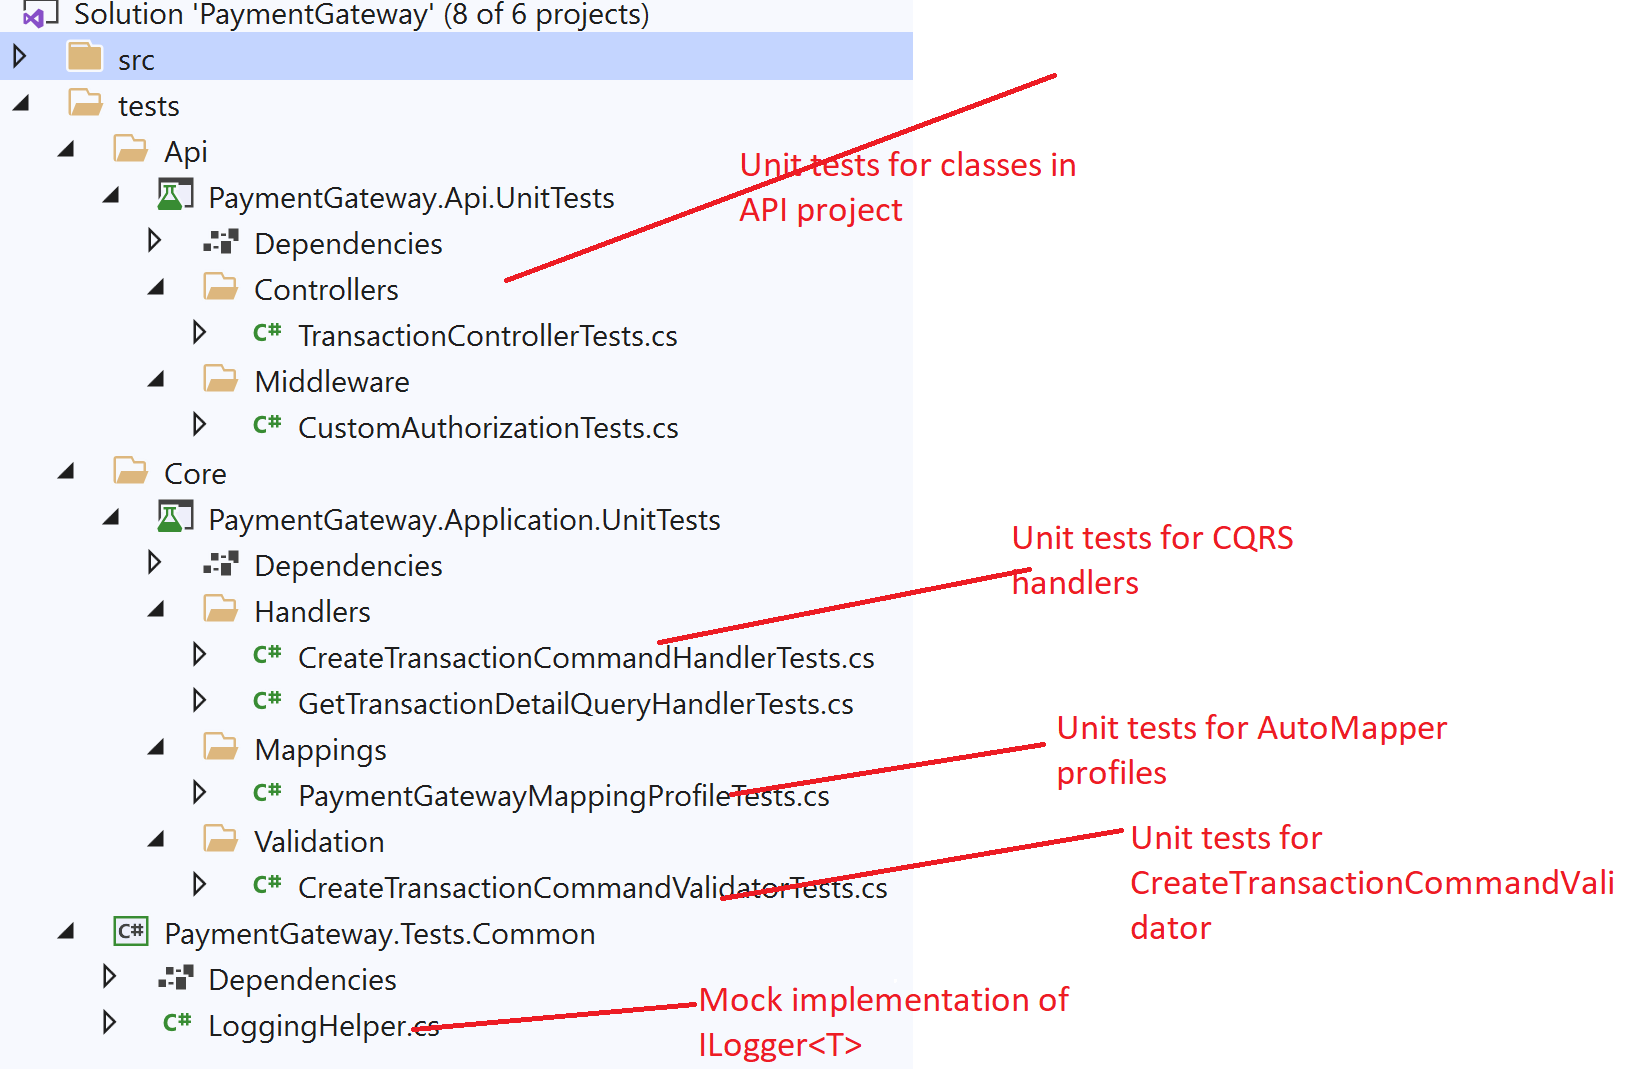 Solution 'PaymentGateway' (8 of 6 projects)
src
tests
Api
Unit tests for classes in
API project
PaymentGateway.Api.UnitTests
Dependencies
Controllers
C# TransactionControllerTests.cs
Middleware
C# CustomAuthorizationTests.cs
Core
PaymentGateway.Application.UnitTests
Unit tests for CQRS
handlers
Dependencies
Handlers
C# CreateTransactionCommandHandlerTests.cs
C# GetTransactionDetailQueryHandlerTests.cs
Unit tests for AutoMapper
profiles
Mappings
C# PaymentGatewayMappingProfileTests.cs
Unit tests for
CreateTransactionCommandVali
dator
Validation
C# CreateTransactionCommandValidatorTests.cs
C# PaymentGateway.Tests.Common
Dependencies
C# LoggingHelper.cs
Mock implementation of
ILogger<T>